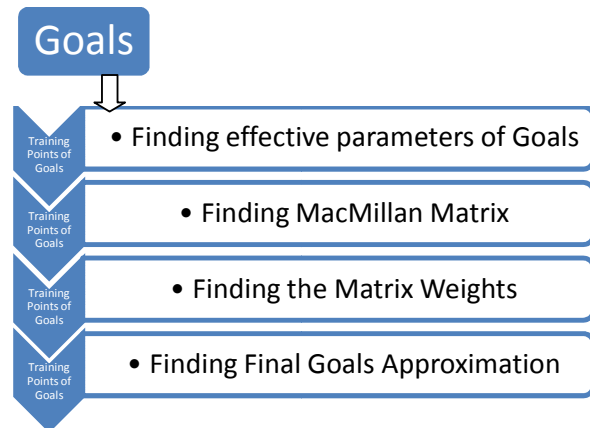 Goals
Training
Points of
Goals
• Finding effective parameters of Goals
Training
Points of
Goals
• Finding MacMillan Matrix
Training
Points of
Goals
• Finding the Matrix Weights
Training
Points of
Goals
• Finding Final Goals Approximation